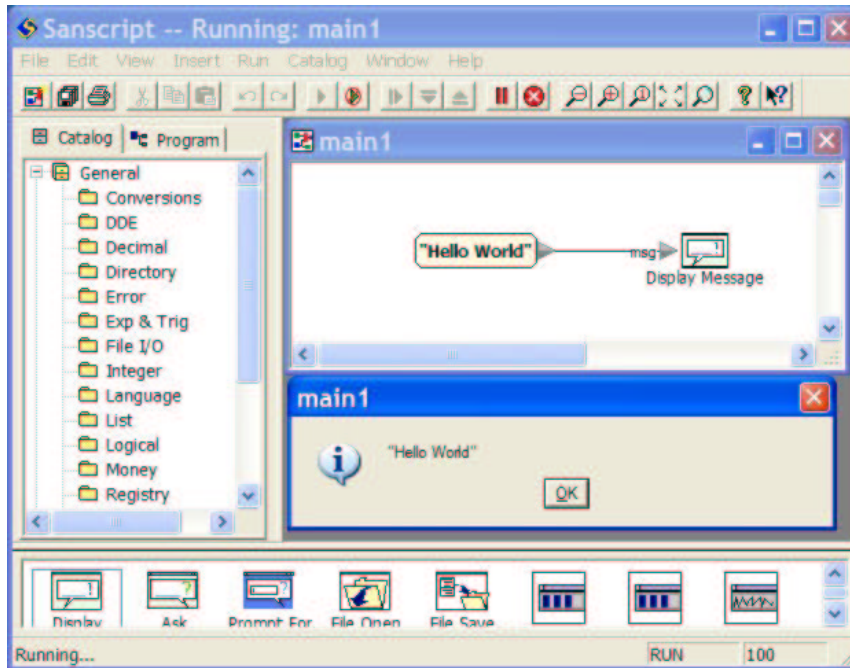 Sanscript -- Running: main1
File Edit View Insert Run Catalog Window Help
Catalog Program
General
Conversions
DDE
Decimal
Directory
Error
Exp & Trig
File I/O
Integer
Language
List
Logical
Money
Registry
main1
"Hello World"
msg
Display Message
main1
"Hello World"
OK
Display
Ask
Prompt For
File Open
File Save
Running...
RUN
100